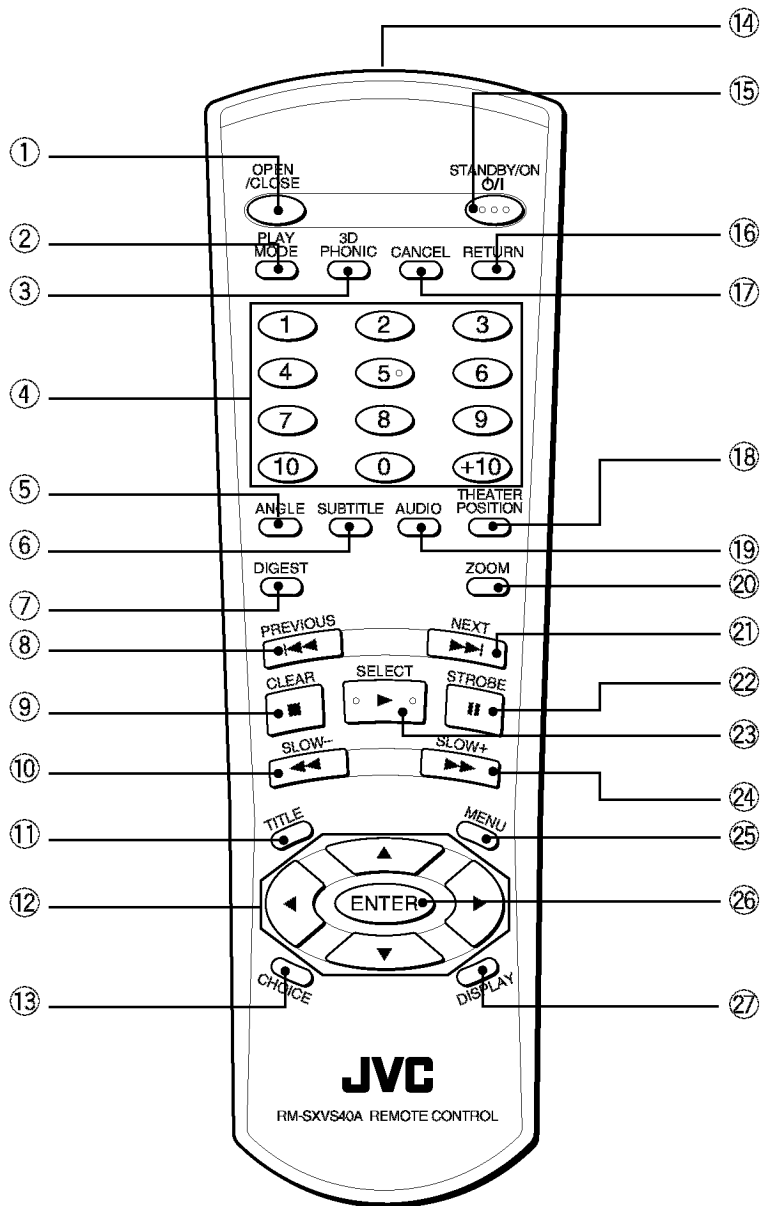 ⑭
⑮
①
OPEN
/CLOSE
STANDBY/ON
⏻/I
②
PLAY
MODE
3D
PHONIC
CANCEL
RETURN
⑯
③
⑰
1 2 3
4 5 6
④
7 8 9
10 0 +10
⑱
⑤
ANGLE
SUBTITLE
AUDIO
THEATER
POSITION
⑥
⑲
DIGEST
ZOOM
⑦
⑳
⑧
PREVIOUS
NEXT
㉑
CLEAR
SELECT
STROBE
㉒
⑨
㉓
SLOW-
SLOW+
⑩
㉔
⑪
TITLE
MENU
㉕
⑫
ENTER
㉖
⑬
CHOICE
DISPLAY
㉗
JVC
RM-SXVS40A REMOTE CONTROL